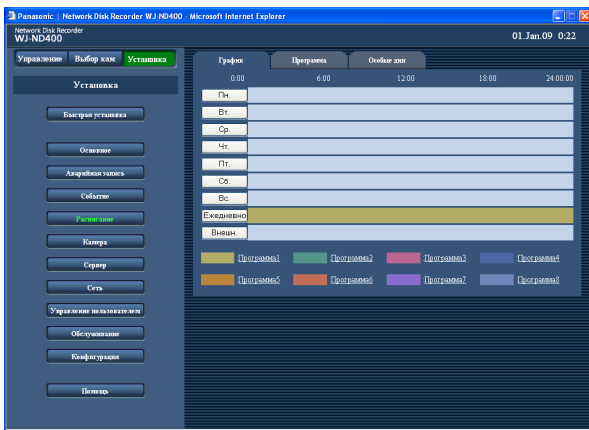 Panasonic | Network Disk Recorder WJ-ND400 - Microsoft Internet Explorer
Network Disk Recorder
WJ-ND400
01.Jan.09 0:22
Управление Выбор кам Установка
График Программа Особые дни
Установка
0:00 6:00 12:00 18:00 24:00:00
Быстрая установка
Пн.
Вт.
Ср.
Чт.
Пт.
Сб.
Вс.
Ежедневно
Внешн.
Основное
Аварийная запись
Событие
Расписание
Камера
Сервер
Сеть
Управление пользователем
Обслуживание
Конфигурация
Помощь
Программа1 Программа2 Программа3 Программа4
Программа5 Программа6 Программа7 Программа8